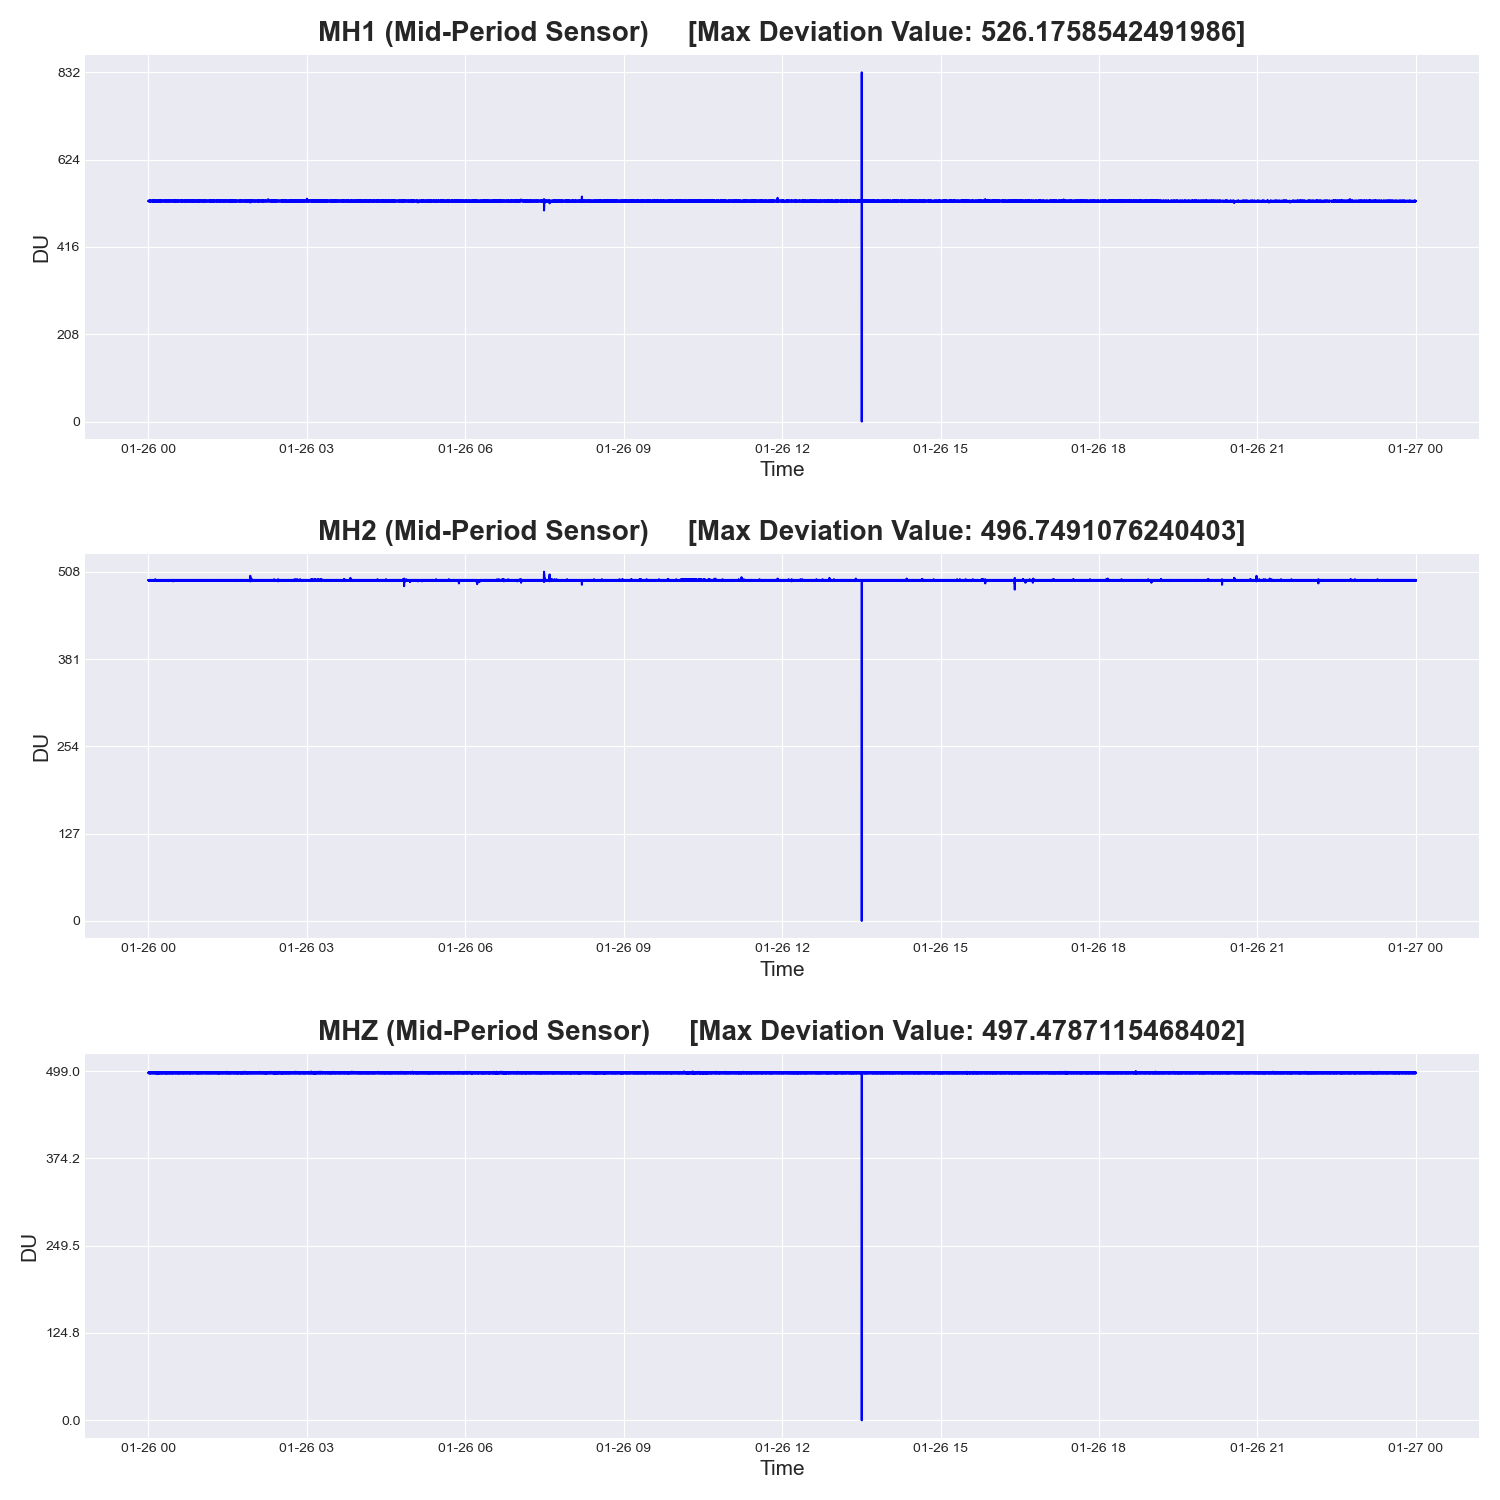 MH1 (Mid-Period Sensor) [Max Deviation Value: 526.1758542491986]
832
624
416
208
0
DU
01-26 00 01-26 03 01-26 06 01-26 09 01-26 12 01-26 15 01-26 18 01-26 21 01-27 00
Time
MH2 (Mid-Period Sensor) [Max Deviation Value: 496.7491076240403]
508
381
254
127
0
DU
01-26 00 01-26 03 01-26 06 01-26 09 01-26 12 01-26 15 01-26 18 01-26 21 01-27 00
Time
MHZ (Mid-Period Sensor) [Max Deviation Value: 497.4787115468402]
499.0
374.2
249.5
124.8
0.0
DU
01-26 00 01-26 03 01-26 06 01-26 09 01-26 12 01-26 15 01-26 18 01-26 21 01-27 00
Time